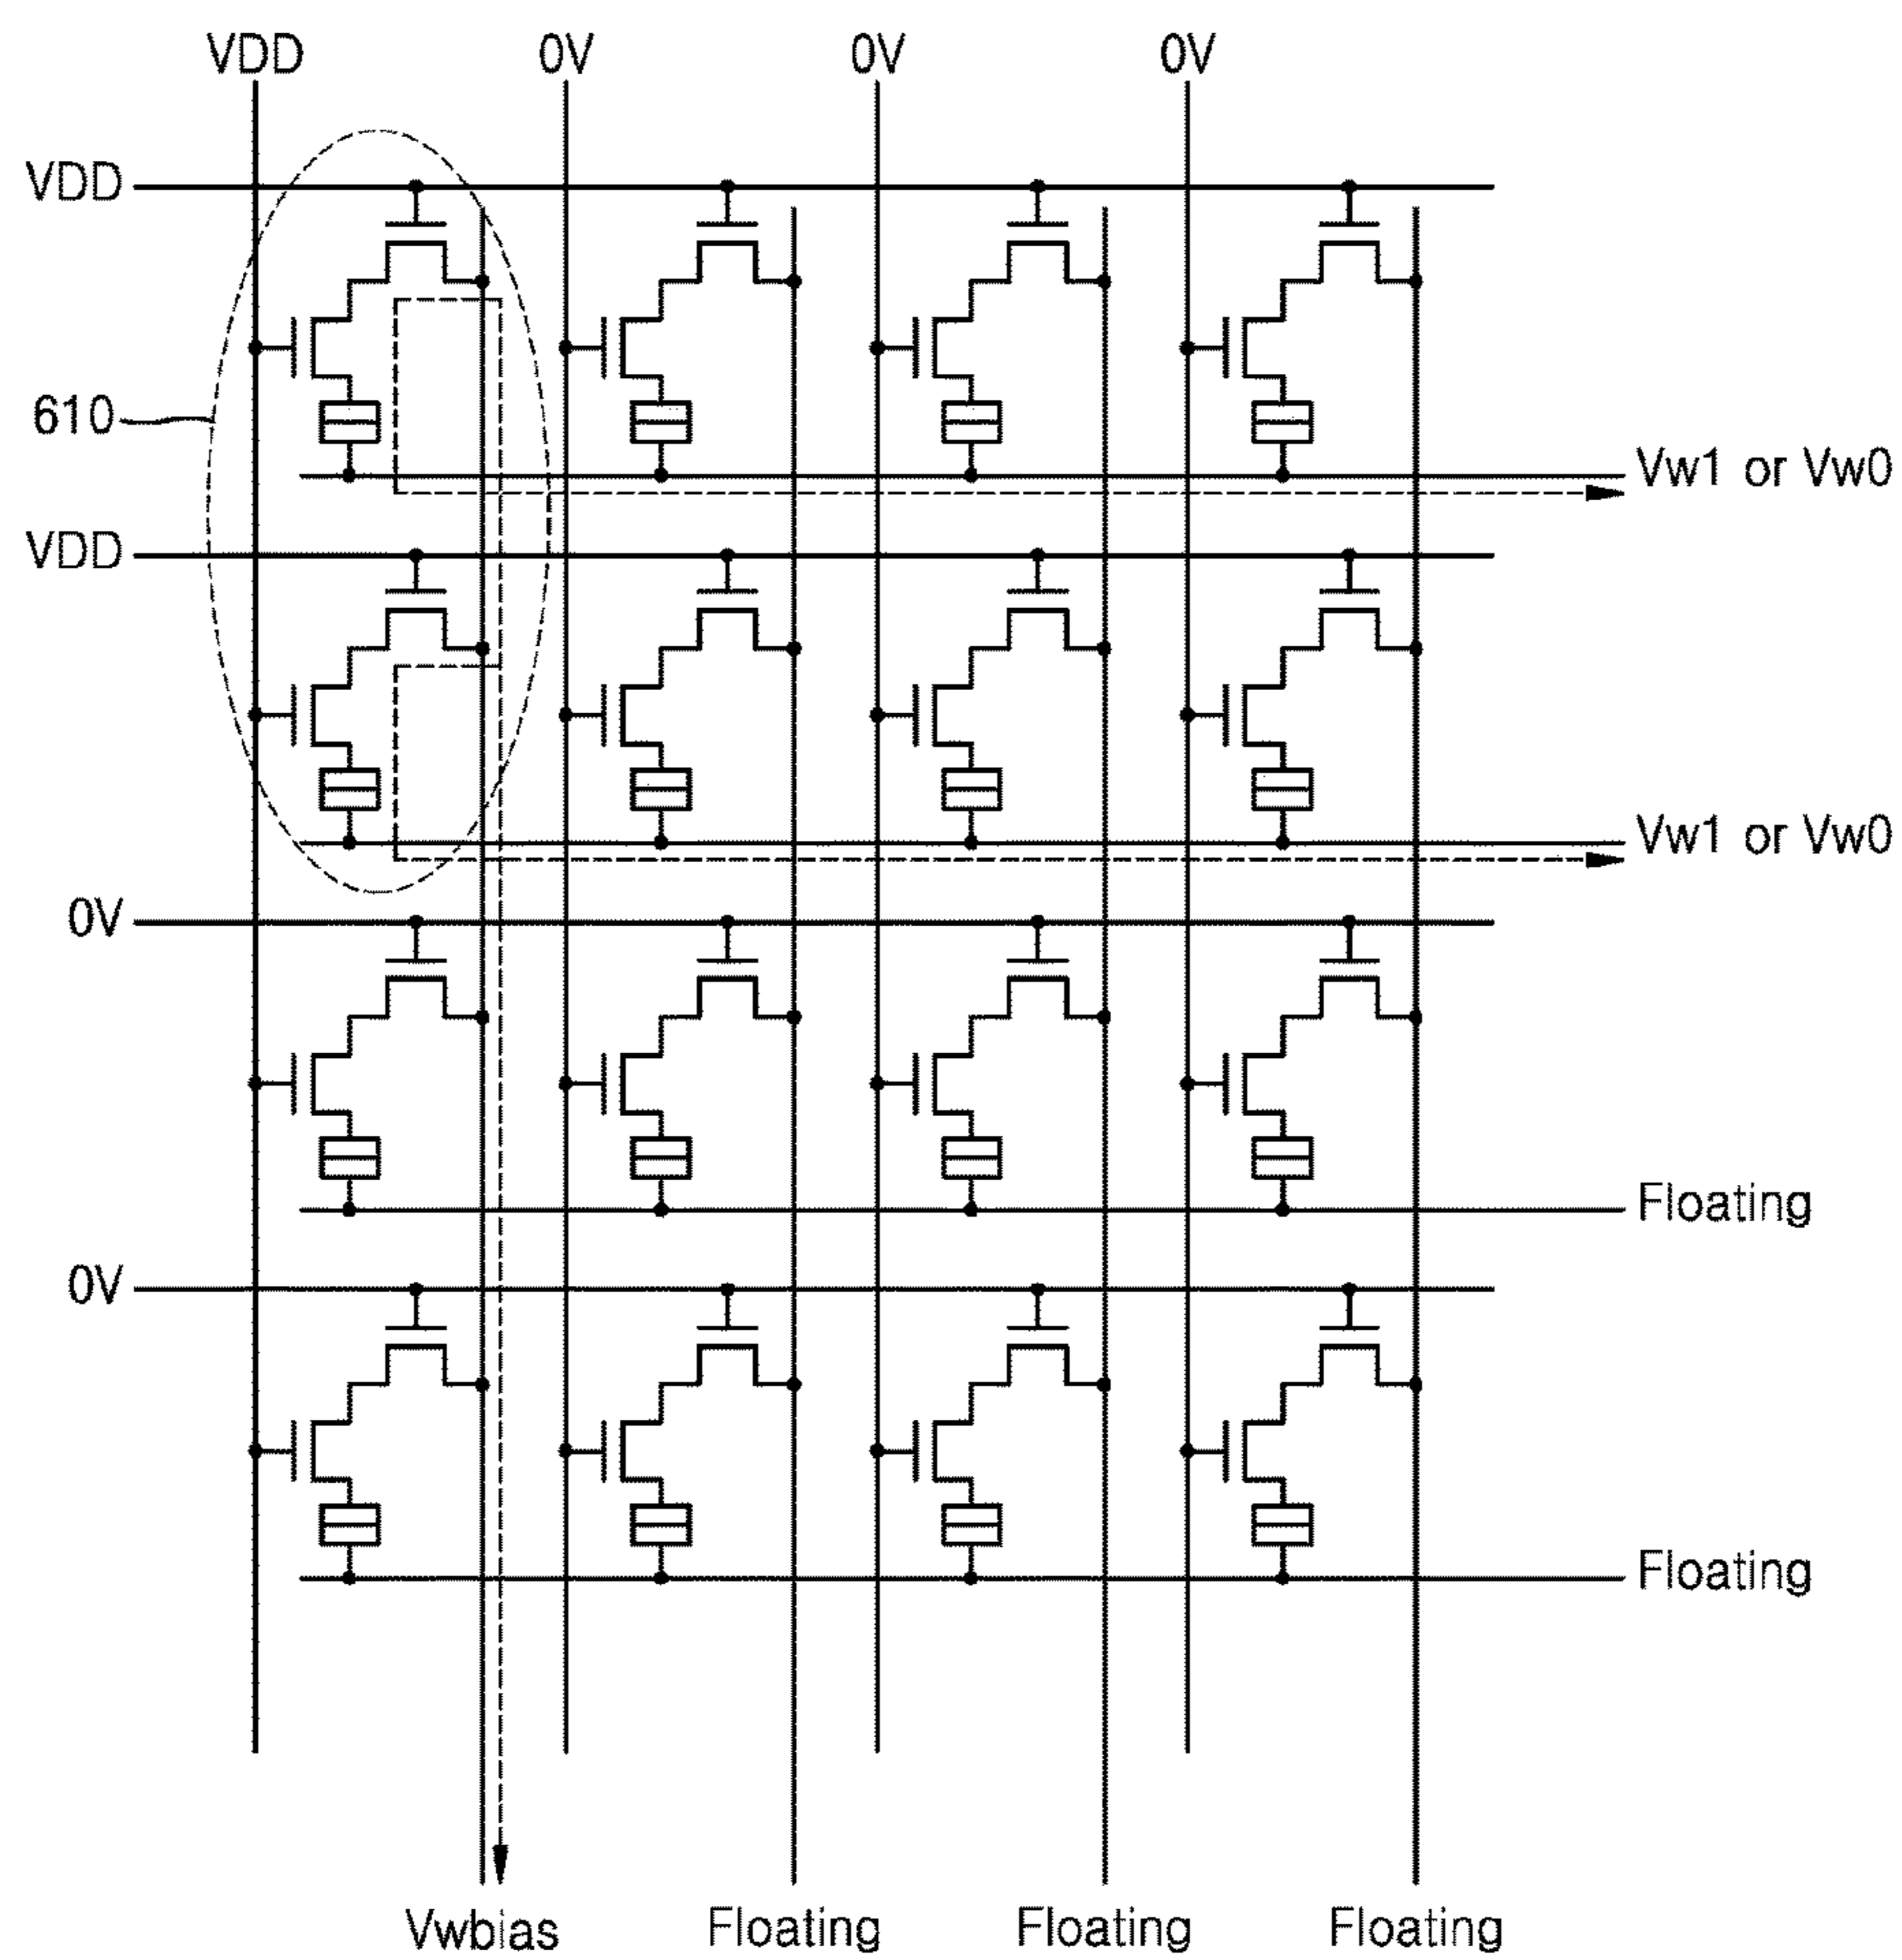 VDD 0V 0V 0V
VDD
610
Vw1 or Vw0
VDD
Vw1 or Vw0
0V
Floating
0V
Floating
Vwbias Floating Floating Floating